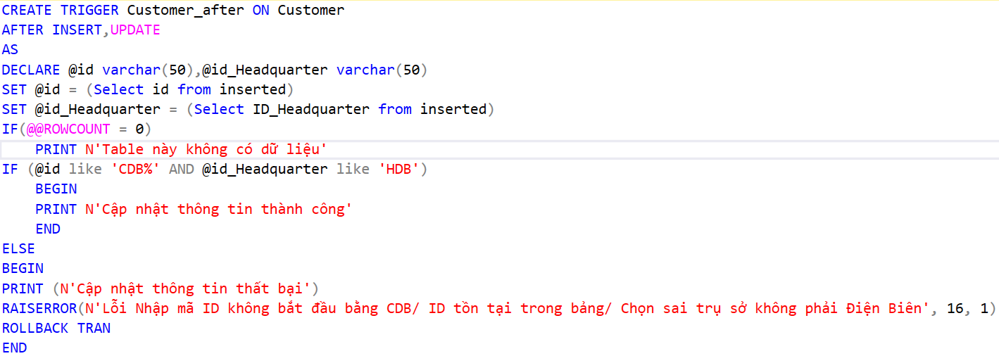 CREATE TRIGGER Customer_after ON Customer
AFTER INSERT,UPDATE
AS
DECLARE @id varchar(50),@id_Headquarter varchar(50)
SET @id = (Select id from inserted)
SET @id_Headquarter = (Select ID_Headquarter from inserted)
IF(@@ROWCOUNT = 0)
    PRINT N'Table này không có dữ liệu'
IF (@id like 'CDB%' AND @id_Headquarter like 'HDB')
    BEGIN
    PRINT N'Cập nhật thông tin thành công'
    END
ELSE
BEGIN
PRINT (N'Cập nhật thông tin thất bại')
RAISERROR(N'Lỗi Nhập mã ID không bắt đầu bằng CDB/ ID tồn tại trong bảng/ Chọn sai trụ sở không phải Điện Biên', 16, 1)
ROLLBACK TRAN
END